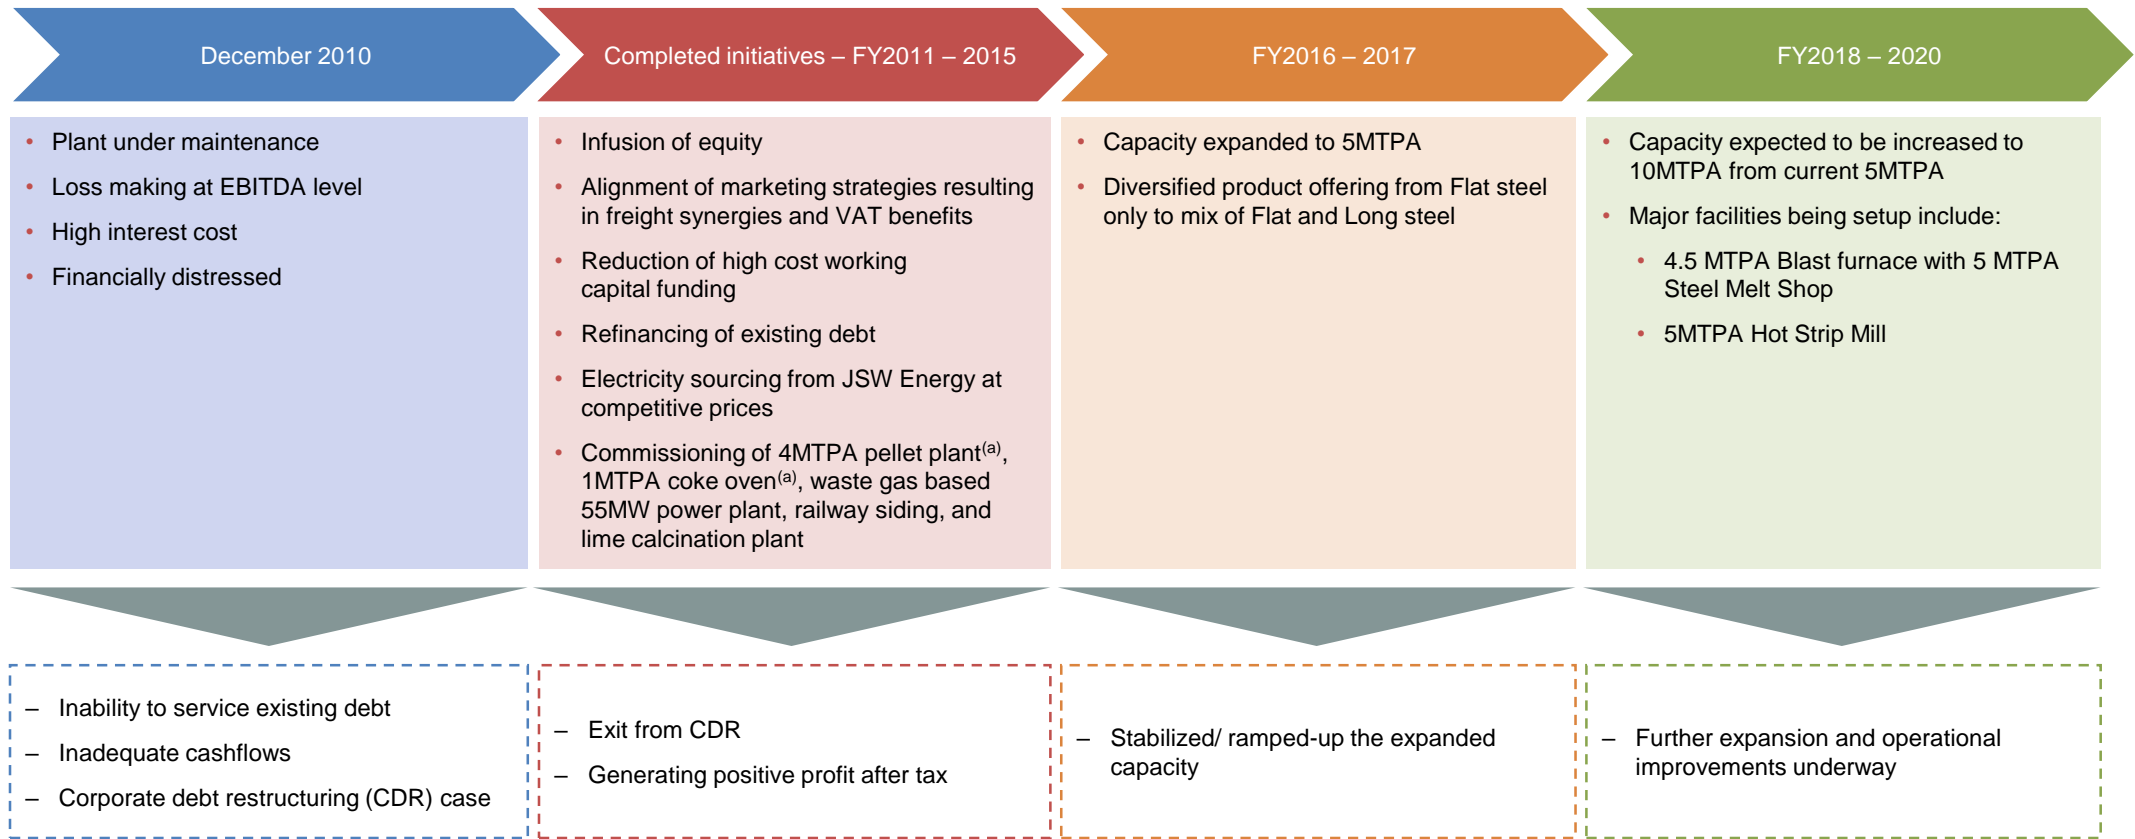 December 2010
Completed initiatives – FY2011 – 2015
FY2016 – 2017
FY2018 – 2020
• Plant under maintenance
• Loss making at EBITDA level
• High interest cost
• Financially distressed
• Infusion of equity
• Alignment of marketing strategies resulting
in freight synergies and VAT benefits
• Reduction of high cost working
capital funding
• Refinancing of existing debt
• Electricity sourcing from JSW Energy at
competitive prices
• Commissioning of 4MTPA pellet plant(a),
1MTPA coke oven(a), waste gas based
55MW power plant, railway siding, and
lime calcination plant
• Capacity expanded to 5MTPA
• Diversified product offering from Flat steel
only to mix of Flat and Long steel
• Capacity expected to be increased to
10MTPA from current 5MTPA
• Major facilities being setup include:
• 4.5 MTPA Blast furnace with 5 MTPA
Steel Melt Shop
• 5MTPA Hot Strip Mill
– Inability to service existing debt
– Inadequate cashflows
– Corporate debt restructuring (CDR) case
– Exit from CDR
– Generating positive profit after tax
– Stabilized/ ramped-up the expanded
capacity
– Further expansion and operational
improvements underway